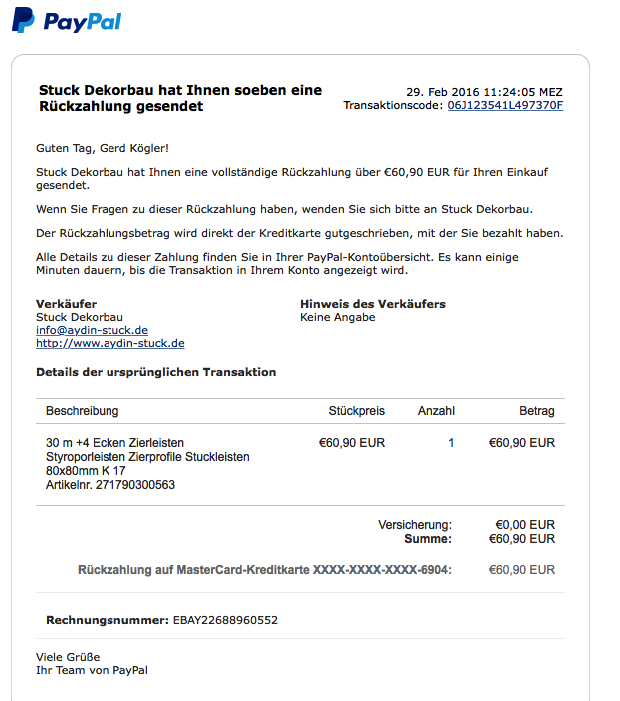 PayPal
Stuck Dekorbau hat Ihnen soeben eine
Rückzahlung gesendet
29. Feb 2016 11:24:05 MEZ
Transaktionscode: 06J123541L497370F
Guten Tag, Gerd Kögler!
Stuck Dekorbau hat Ihnen eine vollständige Rückzahlung über €60,90 EUR für Ihren Einkauf
gesendet.
Wenn Sie Fragen zu dieser Rückzahlung haben, wenden Sie sich bitte an Stuck Dekorbau.
Der Rückzahlungsbetrag wird direkt der Kreditkarte gutgeschrieben, mit der Sie bezahlt haben.
Alle Details zu dieser Zahlung finden Sie in Ihrer PayPal-Kontoübersicht. Es kann einige
Minuten dauern, bis die Transaktion in Ihrem Konto angezeigt wird.
Verkäufer
Stuck Dekorbau
info@aydin-stuck.de
http://www.aydin-stuck.de
Hinweis des Verkäufers
Keine Angabe
Details der ursprünglichen Transaktion
Beschreibung Stückpreis Anzahl Betrag
30 m +4 Ecken Zierleisten €60,90 EUR 1 €60,90 EUR
Styroporleisten Zierprofile Stuckleisten
80x80mm K 17
Artikelnr. 271790300563
Versicherung: €0,00 EUR
Summe: €60,90 EUR
Rückzahlung auf MasterCard-Kreditkarte XXXX-XXXX-XXXX-6904: €60,90 EUR
Rechnungsnummer: EBAY22688960552
Viele Grüße
Ihr Team von PayPal